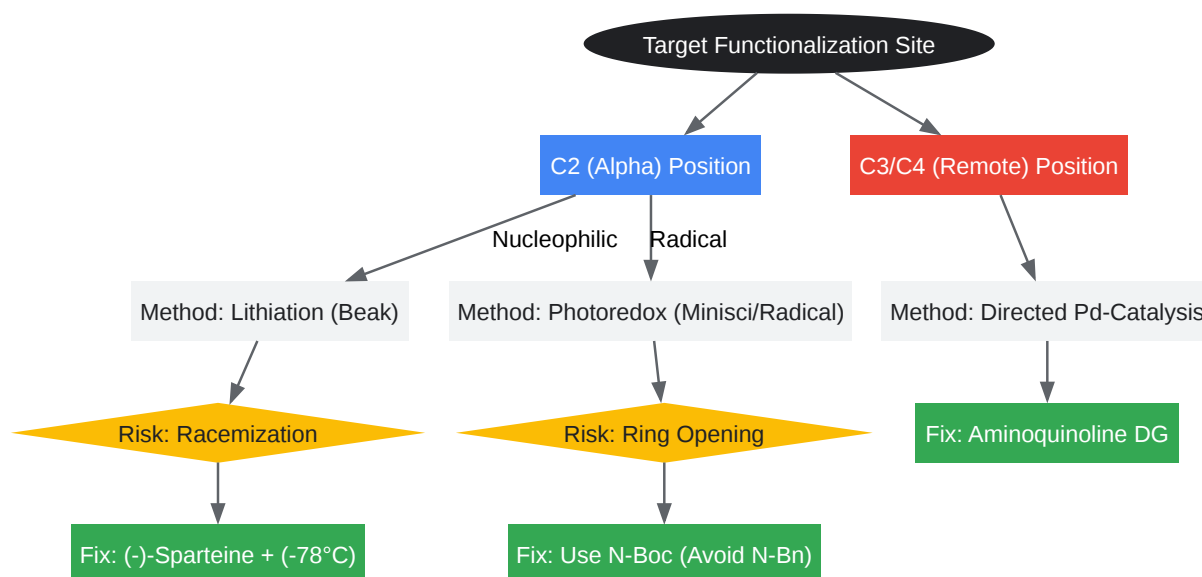 Target Functionalization Site
C2 (Alpha) Position
C3/C4 (Remote) Position
Nucleophilic
Radical
Method: Lithiation (Beak)
Method: Photoredox (Minisci/Radical)
Method: Directed Pd-Catalysis
Risk: Racemization
Risk: Ring Opening
Fix: Aminoquinoline DG
Fix: (-)-Sparteine + (-78°C)
Fix: Use N-Boc (Avoid N-Bn)